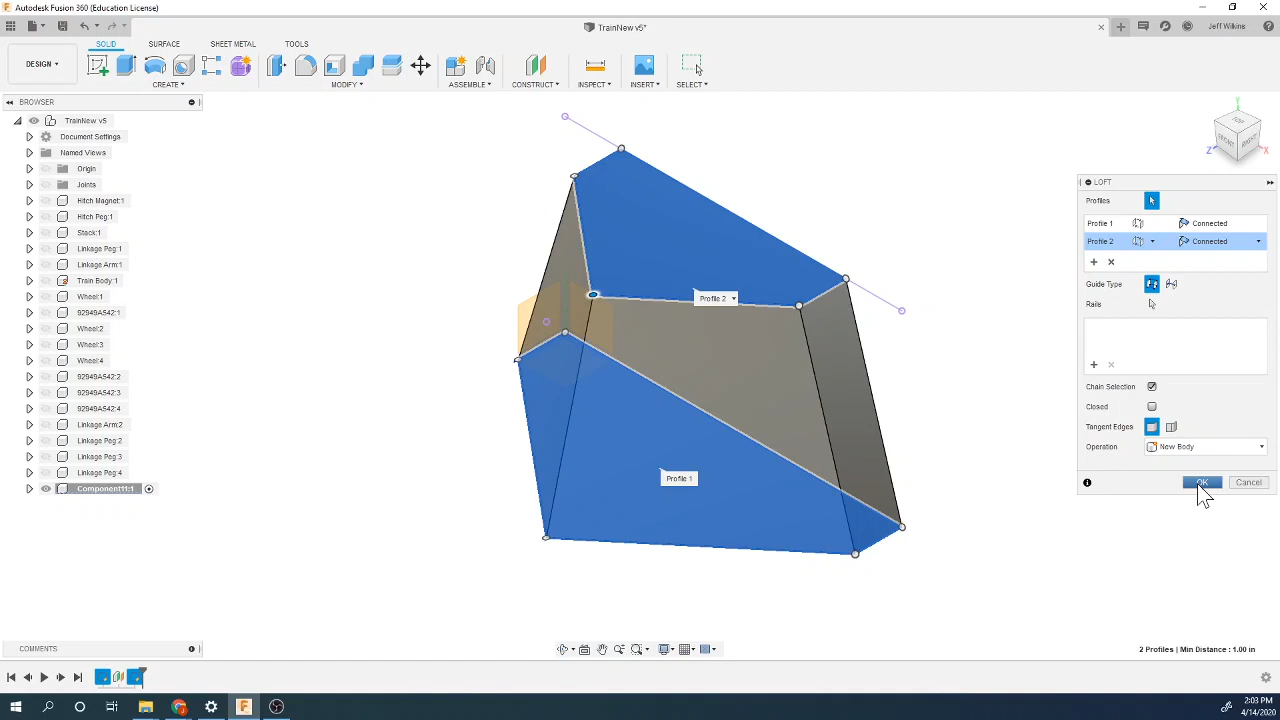 Autodesk Fusion 360 (Education License)
TrainNew v5*
Jeff Wilkins
SOLID
SURFACE
SHEET METAL
TOOLS
DESIGN
CREATE
MODIFY
ASSEMBLE
CONSTRUCT
INSPECT
INSERT
SELECT
BROWSER
TrainNew v5
Document Settings
Named Views
Origin
Joints
Hitch Magnet:1
Hitch Peg:1
Stack:1
Linkage Peg:1
Linkage Arm:1
Train Body:1
Wheel:1
92949A542:1
Wheel:2
Wheel:3
Wheel:4
92949A542:2
92949A542:3
92949A542:4
Linkage Arm:2
Linkage Peg:2
Linkage Peg:3
Linkage Peg:4
Component11:1
Profile 2
Profile 1
Y
TOP
FRONT
RIGHT
Z
X
LOFT
Profiles
Profile 1 Connected
Profile 2 Connected
Guide Type
Rails
Chain Selection
Closed
Tangent Edges
Operation New Body
OK Cancel
COMMENTS
2 Profiles | Min Distance : 1.00 in
2:03 PM
4/14/2020